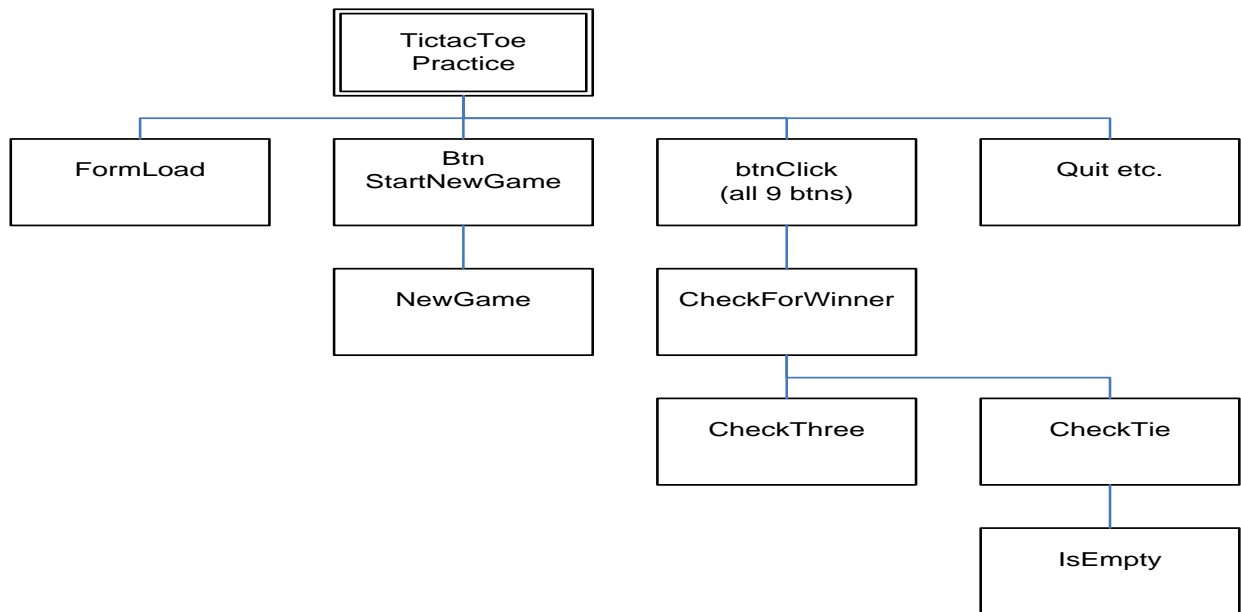 TictacToe
Practice
FormLoad
Btn
StartNewGame
btnClick
(all 9 btns)
Quit etc.
NewGame
CheckForWinner
CheckThree
CheckTie
IsEmpty